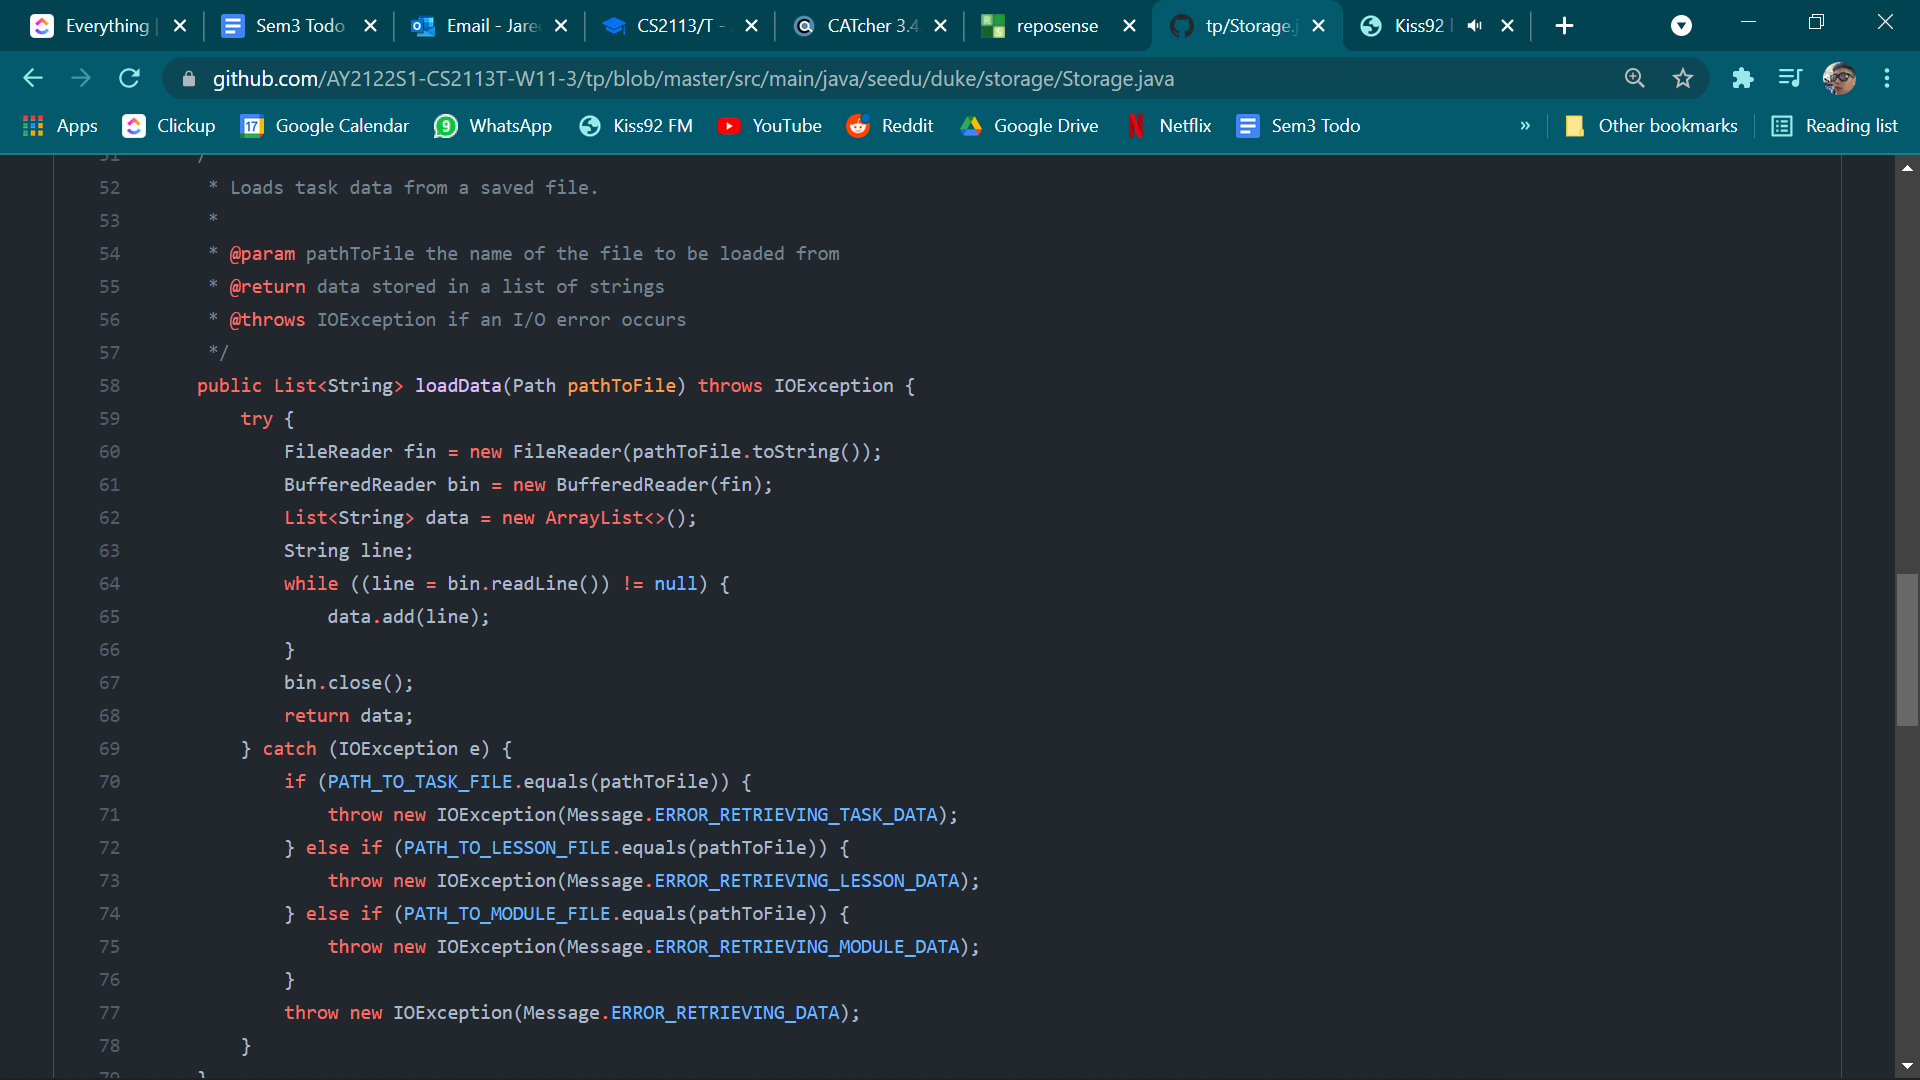 Everything
Sem3 Todo
Email - Jare
CS2113/T -
CATcher 3.4
reposense
tp/Storage.j
Kiss92
github.com/AY2122S1-CS2113T-W11-3/tp/blob/master/src/main/java/seedu/duke/storage/Storage.java
Apps
Clickup
17
Google Calendar
9
WhatsApp
Kiss92 FM
YouTube
Reddit
Google Drive
Netflix
Sem3 Todo
»
Other bookmarks
Reading list
52 * Loads task data from a saved file.
53 *
54 * @param pathToFile the name of the file to be loaded from
55 * @return data stored in a list of strings
56 * @throws IOException if an I/O error occurs
57 */
58 public List<String> loadData(Path pathToFile) throws IOException {
59 try {
60 FileReader fin = new FileReader(pathToFile.toString());
61 BufferedReader bin = new BufferedReader(fin);
62 List<String> data = new ArrayList<>();
63 String line;
64 while ((line = bin.readLine()) != null) {
65 data.add(line);
66 }
67 bin.close();
68 return data;
69 } catch (IOException e) {
70 if (PATH_TO_TASK_FILE.equals(pathToFile)) {
71 throw new IOException(Message.ERROR_RETRIEVING_TASK_DATA);
72 } else if (PATH_TO_LESSON_FILE.equals(pathToFile)) {
73 throw new IOException(Message.ERROR_RETRIEVING_LESSON_DATA);
74 } else if (PATH_TO_MODULE_FILE.equals(pathToFile)) {
75 throw new IOException(Message.ERROR_RETRIEVING_MODULE_DATA);
76 }
77 throw new IOException(Message.ERROR_RETRIEVING_DATA);
78 }